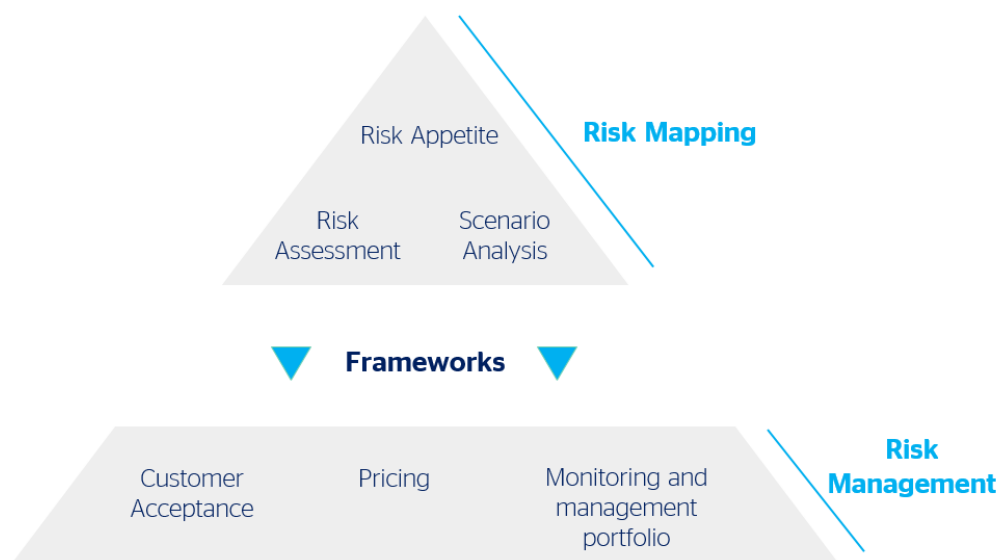 Risk Appetite
Risk Mapping
Risk
Assessment
Scenario
Analysis
Frameworks
Customer
Acceptance
Pricing
Monitoring and
management
portfolio
Risk
Management